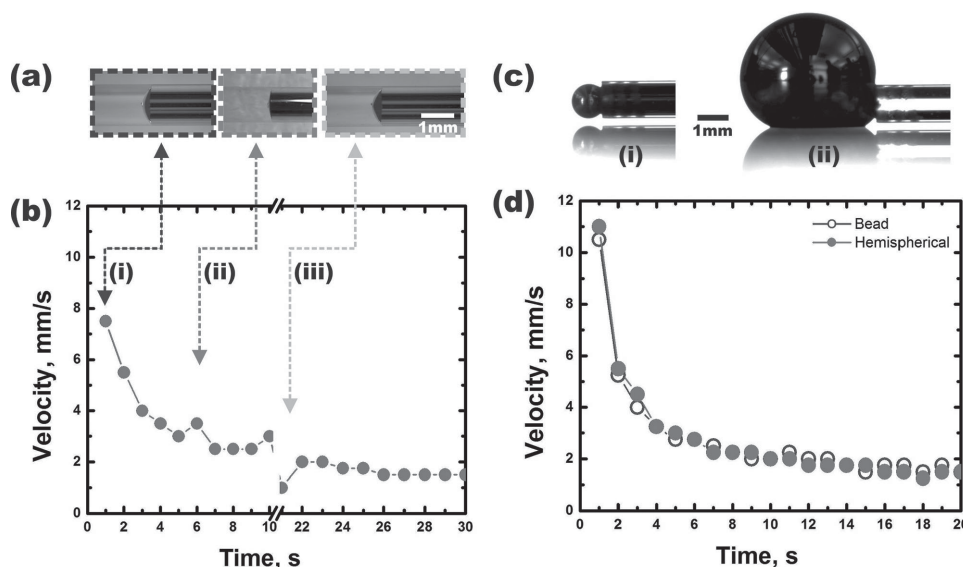 (a)
1mm
(b)
Velocity, mm/s
12
10
8
6
4
2
0
(i)
(ii)
(iii)
0 2 4 6 8 10 22 24 26 28 30
Time, s
(c)
(i)
1mm
(ii)
(d)
Velocity, mm/s
12
10
8
6
4
2
0
Bead
Hemispherical
0 2 4 6 8 10 12 14 16 18 20
Time, s